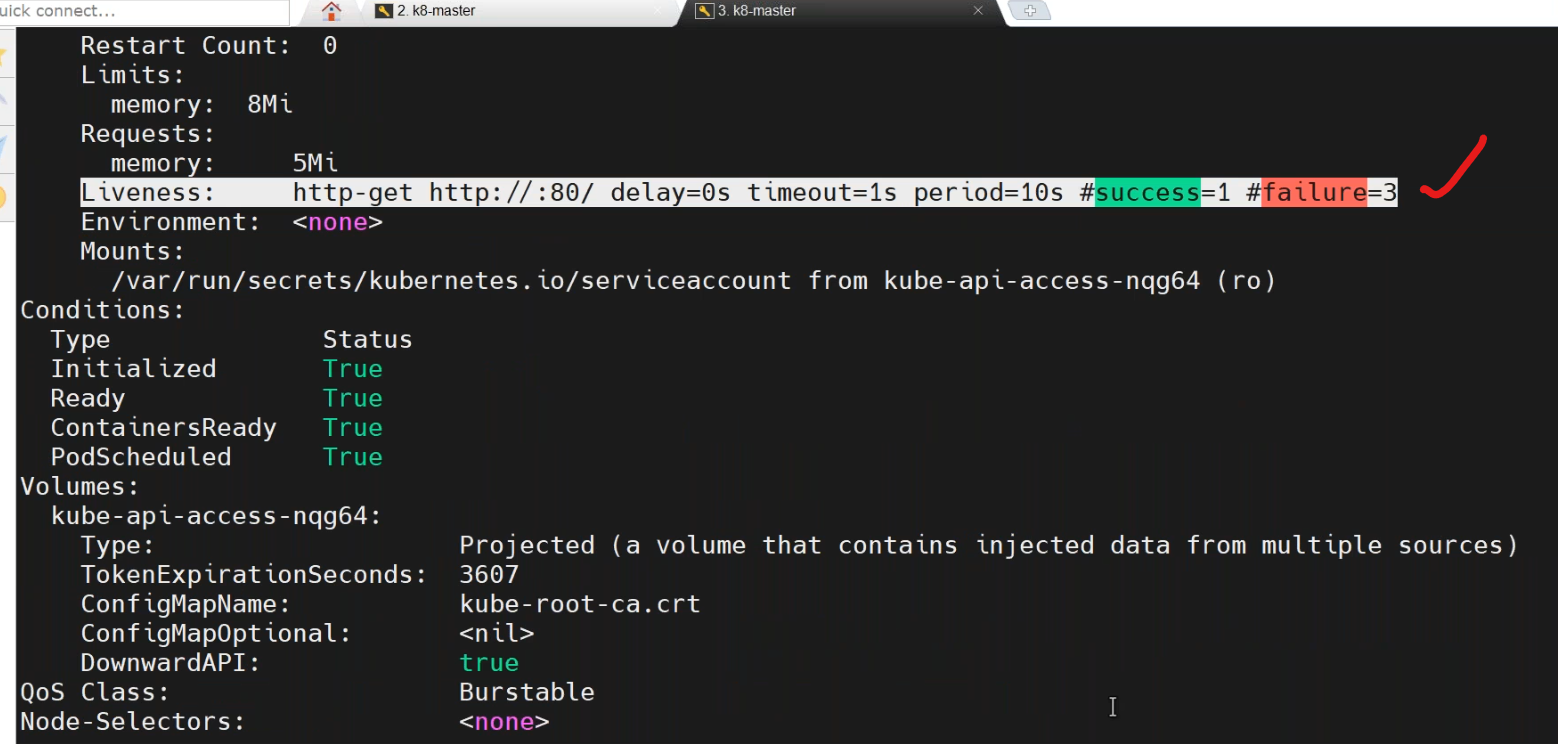 uick connect...
2. k8-master
3. k8-master
Restart Count:  0
Limits:
memory:  8Mi
Requests:
memory:     5Mi
Liveness:     http-get http://:80/ delay=0s timeout=1s period=10s #success=1 #failure=3
Environment:  <none>
Mounts:
/var/run/secrets/kubernetes.io/serviceaccount from kube-api-access-nqg64 (ro)
Conditions:
Type              Status
Initialized       True
Ready             True
ContainersReady   True
PodScheduled      True
Volumes:
kube-api-access-nqg64:
Type:                    Projected (a volume that contains injected data from multiple sources)
TokenExpirationSeconds:  3607
ConfigMapName:           kube-root-ca.crt
ConfigMapOptional:       <nil>
DownwardAPI:             true
QoS Class:                   Burstable
Node-Selectors:              <none>